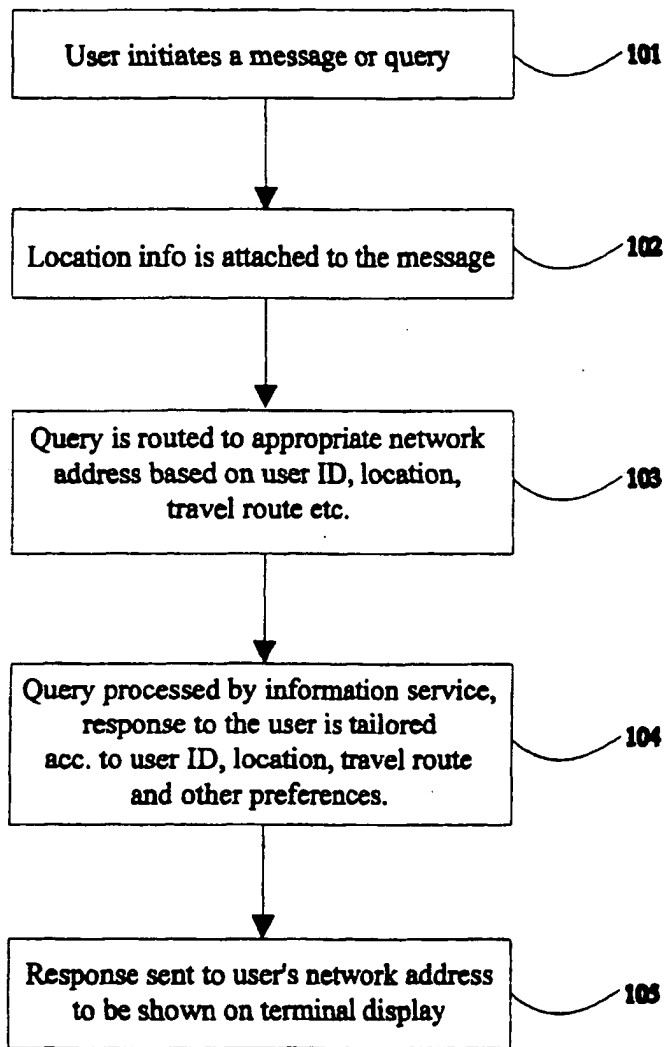 User initiates a message or query
101
Location info is attached to the message
102
Query is routed to appropriate network
address based on user ID, location,
travel route etc.
103
Query processed by information service,
response to the user is tailored
acc. to user ID, location, travel route
and other preferences.
104
Response sent to user's network address
to be shown on terminal display
105